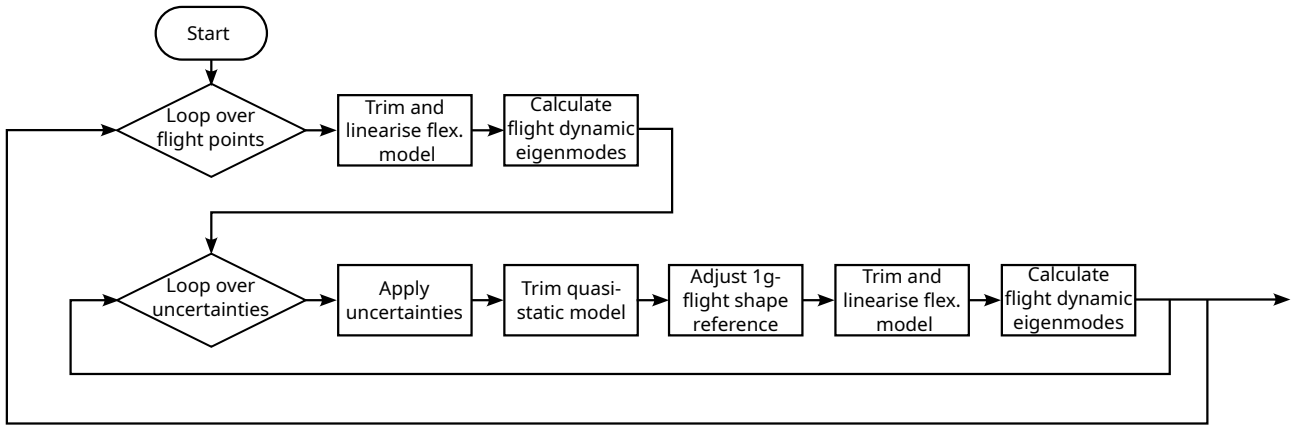 Start
Loop over
flight points
Trim and
linearise flex.
model
Calculate
flight dynamic
eigenmodes
Loop over
uncertainties
Apply
uncertainties
Trim quasi-
static model
Adjust 1g-
flight shape
reference
Trim and
linearise flex.
model
Calculate
flight dynamic
eigenmodes